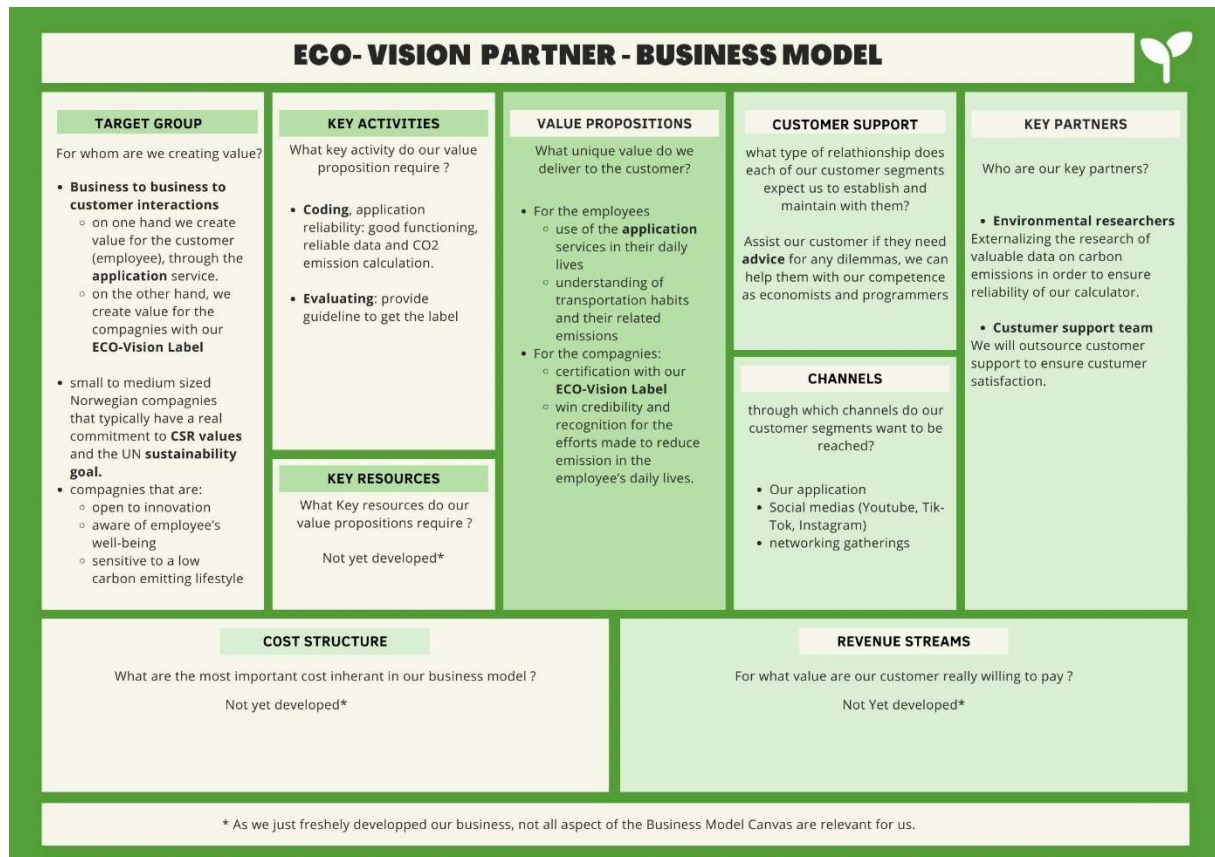 ECO- VISION PARTNER - BUSINESS MODEL
TARGET GROUP
For whom are we creating value?
• Business to business to
customer interactions
◦ on one hand we create
value for the customer
(employee), through the
application service.
◦ on the other hand, we
create value for the
compagnies with our
ECO-Vision Label
• small to medium sized
Norwegian compagnies
that typically have a real
commitment to CSR values
and the UN sustainability
goal.
• compagnies that are:
◦ open to innovation
◦ aware of employee's
well-being
◦ sensitive to a low
carbon emitting lifestyle
KEY ACTIVITIES
What key activity do our value
proposition require ?
• Coding, application
reliability: good functioning,
reliable data and CO2
emission calculation.
• Evaluating: provide
guideline to get the label
KEY RESOURCES
What Key resources do our
value propositions require ?
Not yet developed*
VALUE PROPOSITIONS
What unique value do we
deliver to the customer?
• For the employees
◦ use of the application
services in their daily
lives
◦ understanding of
transportation habits
and their related
emissions
• For the compagnies:
◦ certification with our
ECO-Vision Label
◦ win credibility and
recognition for the
efforts made to reduce
emission in the
employee's daily lives.
CUSTOMER SUPPORT
what type of relathionship does
each of our customer segments
expect us to establish and
maintain with them?
Assist our customer if they need
advice for any dilemmas, we can
help them with our competence
as economists and programmers
CHANNELS
through which channels do our
customer segments want to be
reached?
• Our application
• Social medias (Youtube, Tik-
Tok, Instagram)
• networking gatherings
KEY PARTNERS
Who are our key partners?
• Environmental researchers
Externalizing the research of
valuable data on carbon
emissions in order to ensure
reliability of our calculator.
• Custumer support team
We will outsource customer
support to ensure custumer
satisfaction.
COST STRUCTURE
What are the most important cost inherant in our business model ?
Not yet developed*
REVENUE STREAMS
For what value are our customer really willing to pay ?
Not Yet developed*
* As we just freshely developped our business, not all aspect of the Business Model Canvas are relevant for us.